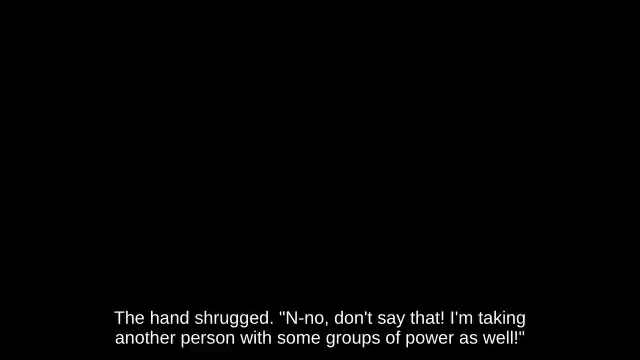 The hand shrugged. "N-no, don't say that! I'm taking
another person with some groups of power as well!"